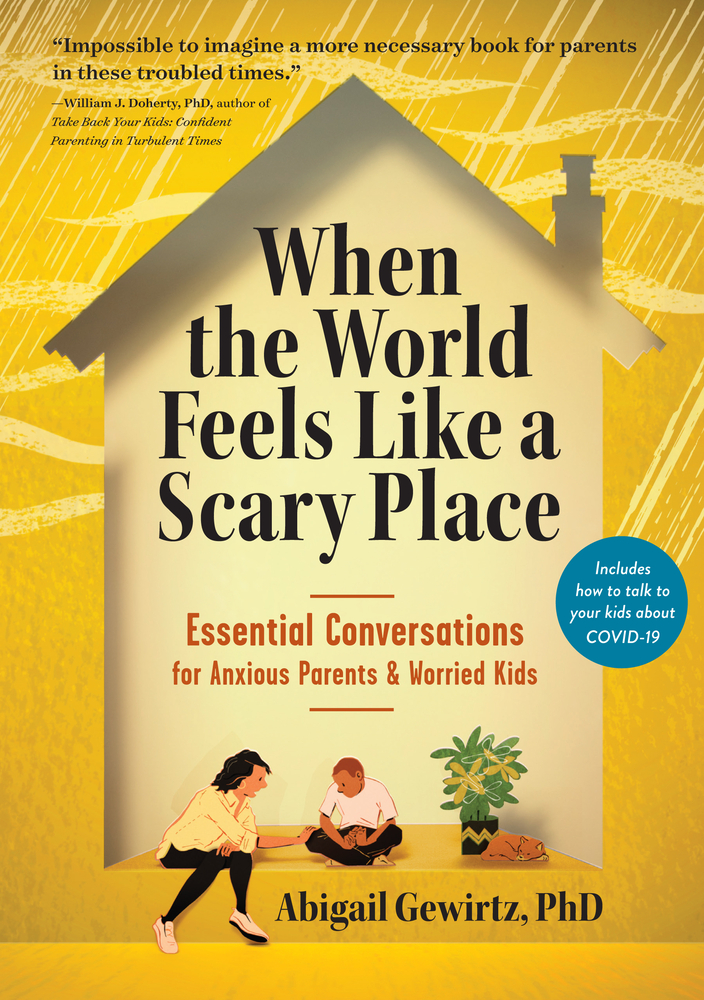 “Impossible to imagine a more necessary book for parents
in these troubled times.”
—William J. Doherty, PhD, author of
Take Back Your Kids: Confident
Parenting in Turbulent Times
When
the World
Feels Like a
Scary Place
Includes
how to talk to
your kids about
COVID-19
Essential Conversations
for Anxious Parents & Worried Kids
Abigail Gewirtz, PhD